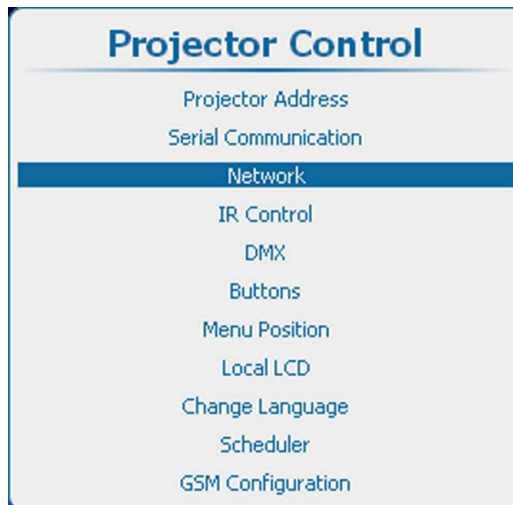 Projector Control
Projector Address
Serial Communication
Network
IR Control
DMX
Buttons
Menu Position
Local LCD
Change Language
Scheduler
GSM Configuration